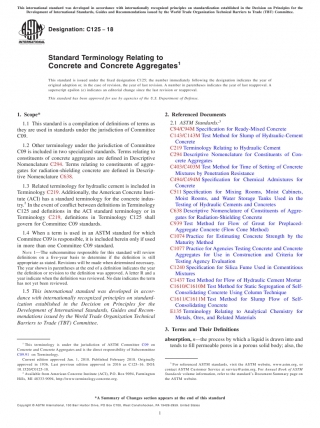 This international standard was developed in accordance with internationally recognized principles on standardization established in the Decision on Principles for the
Development of International Standards, Guides and Recommendations issued by the World Trade Organization Technical Barriers to Trade (TBT) Committee.
Designation: C125 − 18
INTERNATIONAL
Standard Terminology Relating to
Concrete and Concrete Aggregates1
This standard is issued under the fixed designation C125; the number immediately following the designation indicates the year of
original adoption or, in the case of revision, the year of last revision. A number in parentheses indicates the year of last reapproval. A
superscript epsilon (ε) indicates an editorial change since the last revision or reapproval.
This standard has been approved for use by agencies of the U.S. Department of Defense.
1. Scope*
1.1 This standard is a compilation of definitions of terms as
they are used in standards under the jurisdiction of Committee
C09.
1.2 Other terminology under the jurisdiction of Committee
C09 is included in two specialized standards. Terms relating to
constituents of concrete aggregates are defined in Descriptive
Nomenclature C294. Terms relating to constituents of aggre-
gates for radiation-shielding concrete are defined in Descrip-
tive Nomenclature C638.
1.3 Related terminology for hydraulic cement is included in
Terminology C219. Additionally, the American Concrete Insti-
tute (ACI) has a standard terminology for the concrete indus-
try.2 In the event of conflict between definitions in Terminology
C125 and definitions in the ACI standard terminology or in
Terminology C219, definitions in Terminology C125 shall
govern for Committee C09 standards.
1.4 When a term is used in an ASTM standard for which
Committee C09 is responsible, it is included herein only if used
in more than one Committee C09 standard.
NOTE 1—The subcommittee responsible for this standard will review
definitions on a five-year basis to determine if the definition is still
appropriate as stated. Revisions will be made when determined necessary.
The year shown in parentheses at the end of a definition indicates the year
the definition or revision to the definition was approved. A letter R and a
year indicate when the definition was reviewed. No date indicates the term
has not yet been reviewed.
1.5 This international standard was developed in accor-
dance with internationally recognized principles on standard-
ization established in the Decision on Principles for the
Development of International Standards, Guides and Recom-
mendations issued by the World Trade Organization Technical
Barriers to Trade (TBT) Committee.
1 This terminology is under the jurisdiction of ASTM Committee C09 on
Concrete and Concrete Aggregates and is the direct responsibility of Subcommittee
C09.91 on Terminology.
Current edition approved Jan. 1, 2018. Published February 2018. Originally
approved in 1936. Last previous edition approved in 2016 as C125–16. DOI:
10.1520/C0125-18.
2 Available from American Concrete Institute (ACI), P.O. Box 9094, Farmington
Hills, MI 48333-9094, http://www.concrete.org.
2. Referenced Documents
2.1 ASTM Standards:3
C94/C94M Specification for Ready-Mixed Concrete
C143/C143M Test Method for Slump of Hydraulic-Cement
Concrete
C219 Terminology Relating to Hydraulic Cement
C294 Descriptive Nomenclature for Constituents of Con-
crete Aggregates
C403/C403M Test Method for Time of Setting of Concrete
Mixtures by Penetration Resistance
C494/C494M Specification for Chemical Admixtures for
Concrete
C511 Specification for Mixing Rooms, Moist Cabinets,
Moist Rooms, and Water Storage Tanks Used in the
Testing of Hydraulic Cements and Concretes
C638 Descriptive Nomenclature of Constituents of Aggre-
gates for Radiation-Shielding Concrete
C939 Test Method for Flow of Grout for Preplaced-
Aggregate Concrete (Flow Cone Method)
C1074 Practice for Estimating Concrete Strength by the
Maturity Method
C1077 Practice for Agencies Testing Concrete and Concrete
Aggregates for Use in Construction and Criteria for
Testing Agency Evaluation
C1240 Specification for Silica Fume Used in Cementitious
Mixtures
C1437 Test Method for Flow of Hydraulic Cement Mortar
C1610/C1610M Test Method for Static Segregation of Self-
Consolidating Concrete Using Column Technique
C1611/C1611M Test Method for Slump Flow of Self-
Consolidating Concrete
E135 Terminology Relating to Analytical Chemistry for
Metals, Ores, and Related Materials
3. Terms and Their Definitions
absorption, n—the process by which a liquid is drawn into and
tends to fill permeable pores in a porous solid body; also, the
3 For referenced ASTM standards, visit the ASTM website, www.astm.org, or
contact ASTM Customer Service at service@astm.org. For Annual Book of ASTM
Standards volume information, refer to the standard's Document Summary page on
the ASTM website.
*A Summary of Changes section appears at the end of this standard
Copyright © ASTM International, 100 Barr Harbor Drive, PO Box C700, West Conshohocken, PA 19428-2959. United States
1